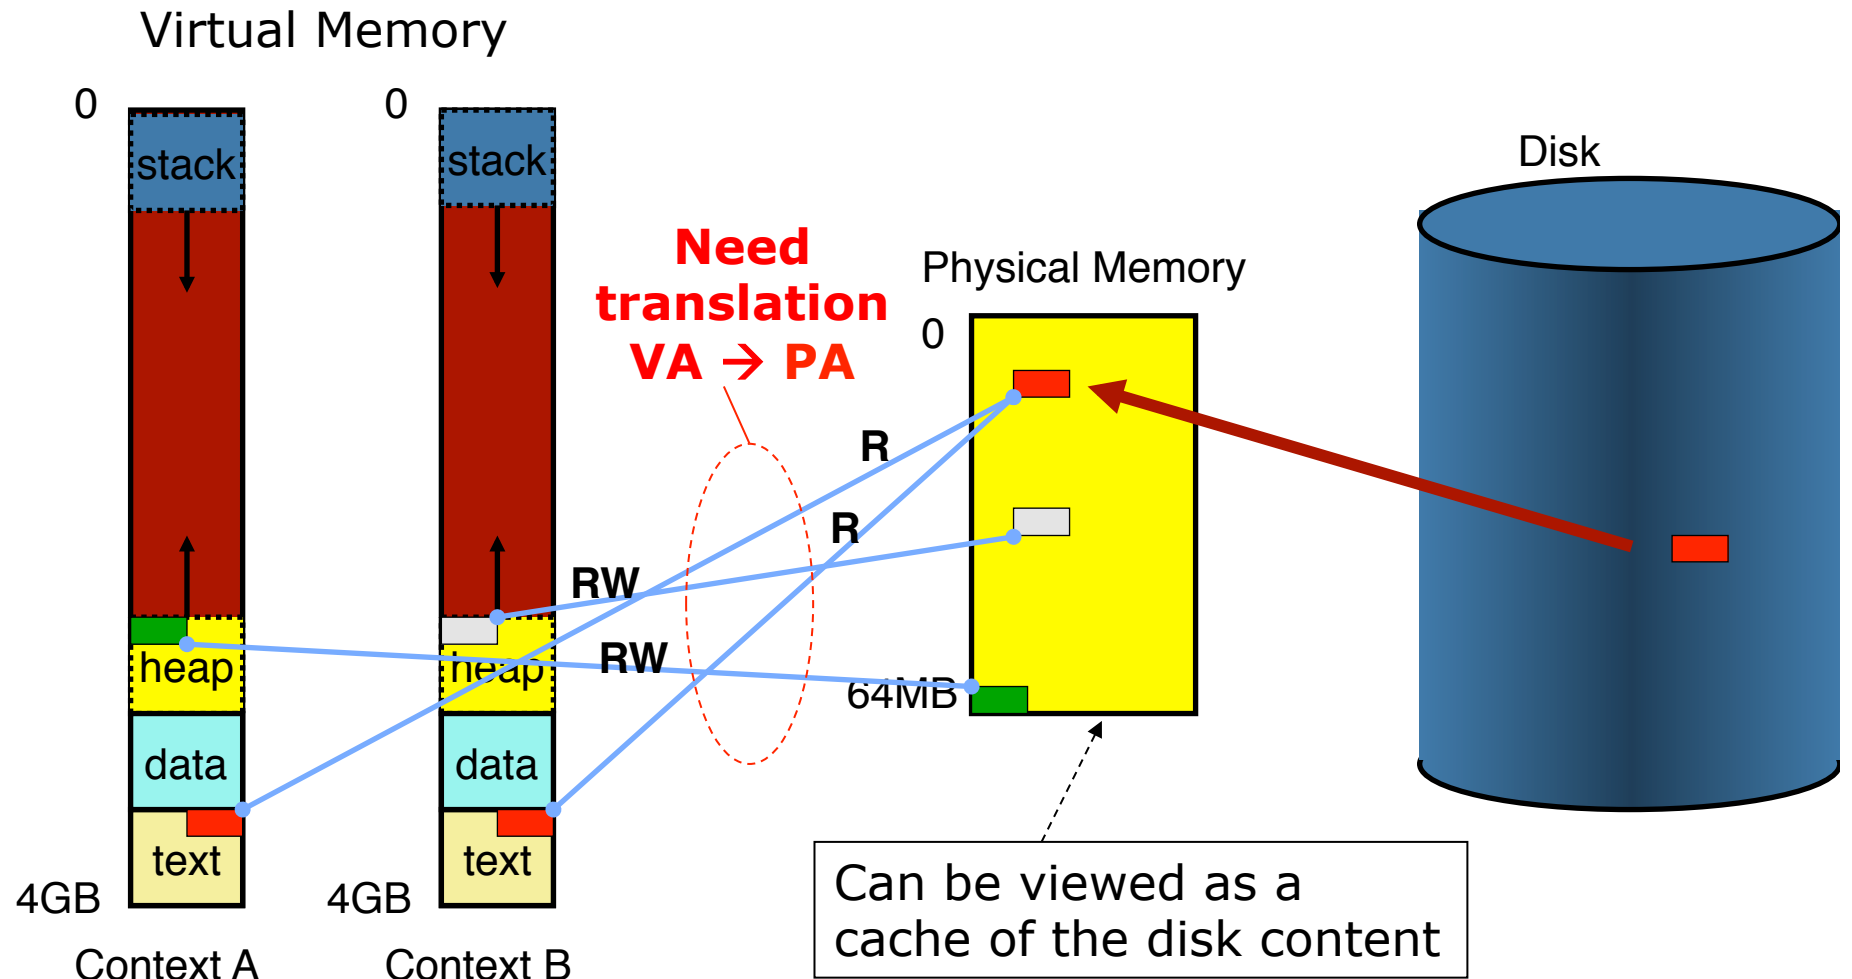 Virtual Memory
0
0
stack
stack
Disk
Need
translation
VA → PA
Physical Memory
0
R
R
RW
RW
heap
heap
64MB
data
data
text
text
4GB
4GB
Context A
Context B
Can be viewed as a
cache of the disk content